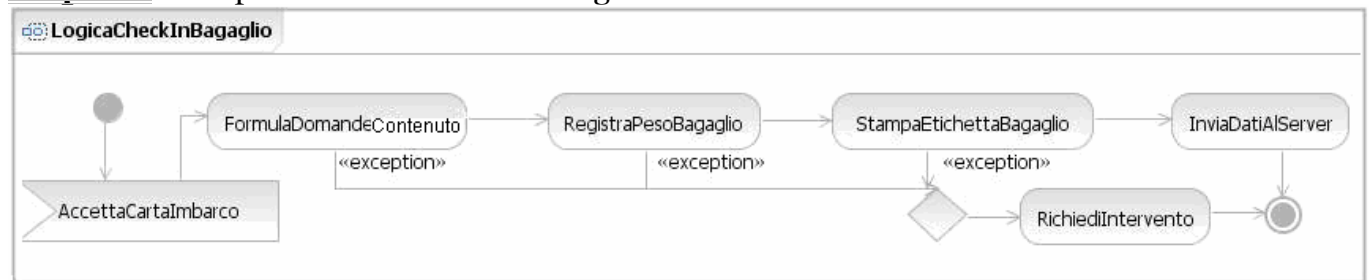 LogicaCheckInBagaglio
FormulaDomandeContenuto
RegistraPesoBagaglio
StampaEtichettaBagaglio
InviaDatiAlServer
«exception»
«exception»
«exception»
AccettaCartaImbarco
RichiediIntervento